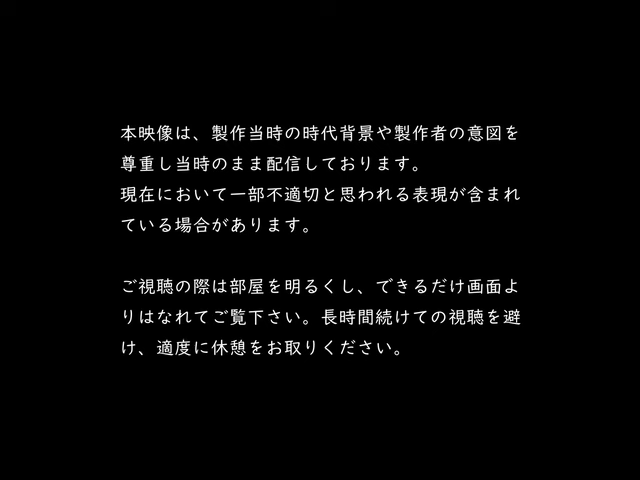 本映像は、製作当時の時代背景や製作者の意図を
尊重し当時のまま配信しております。
現在において一部不適切と思われる表現が含まれ
ている場合があります。
ご視聴の際は部屋を明るくし、できるだけ画面よ
りはなれてご覧下さい。長時間続けての視聴を避
け、適度に休憩をお取りください。